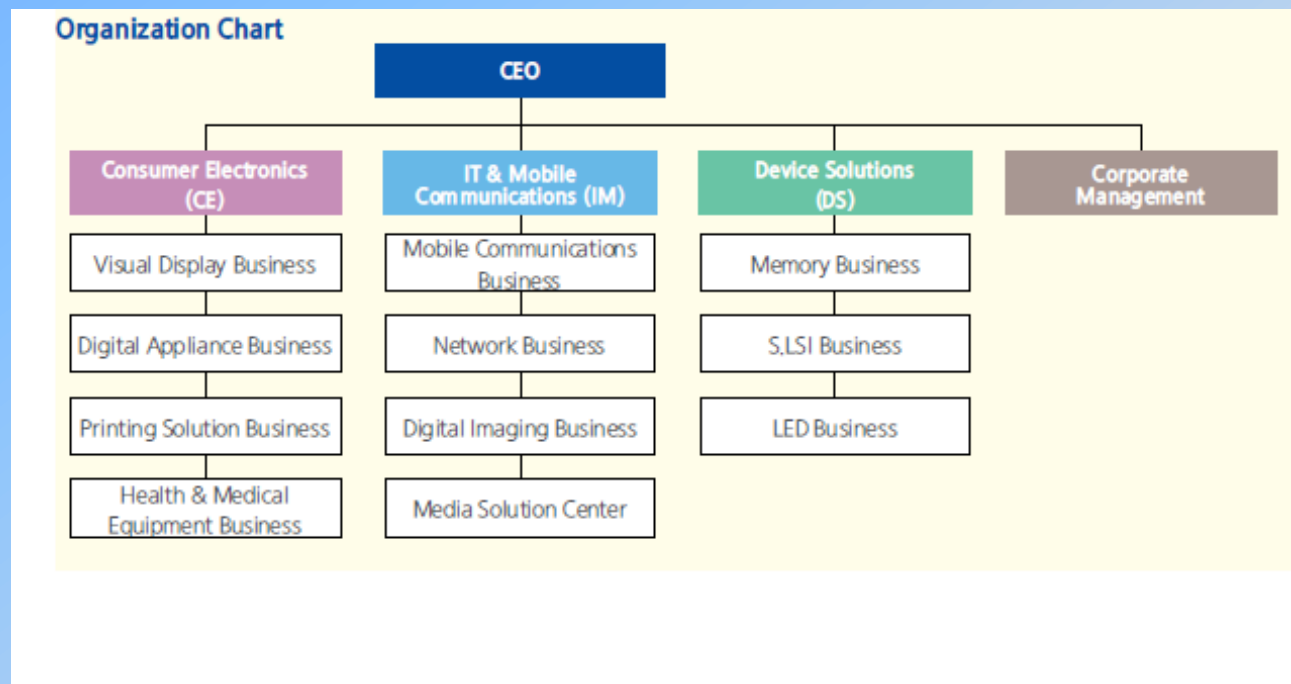 Organization Chart
CEO
Consumer Electronics
(CE)
IT & Mobile
Communications (IM)
Device Solutions
(DS)
Corporate
Management
Visual Display Business
Mobile Communications
Business
Memory Business
Digital Appliance Business
Network Business
S.LSI Business
Printing Solution Business
Digital Imaging Business
LED Business
Health & Medical
Equipment Business
Media Solution Center